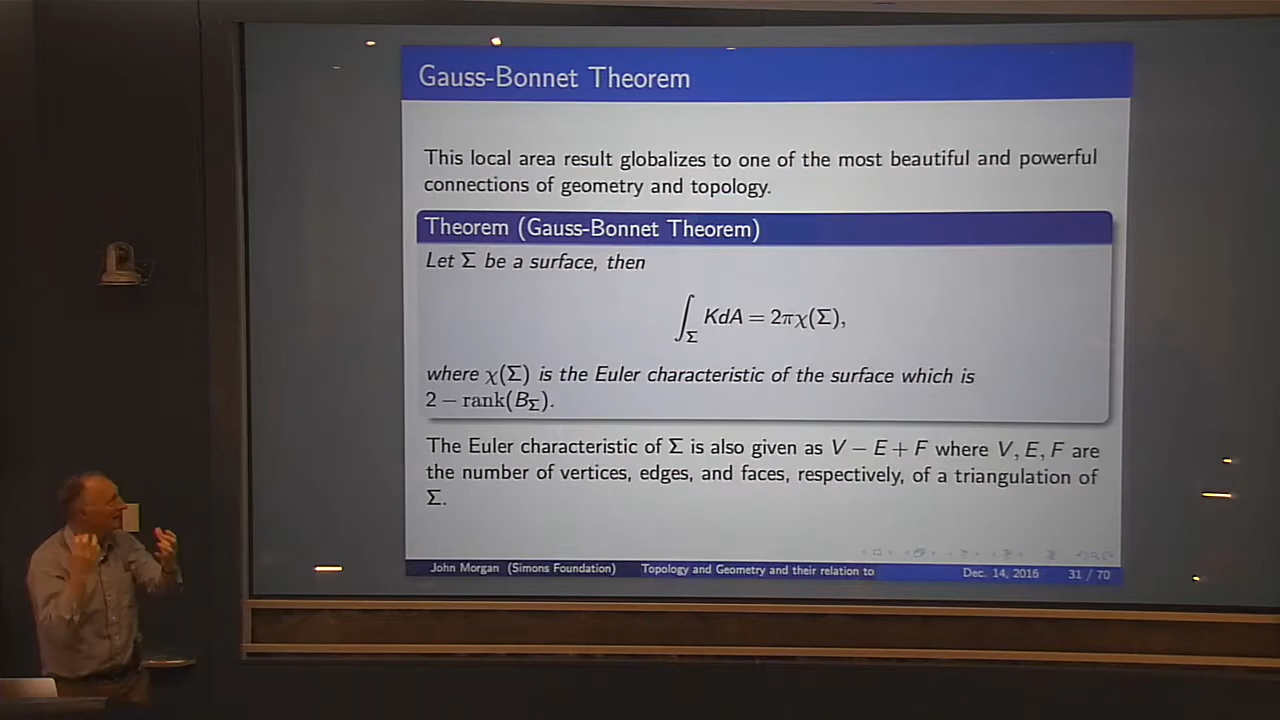 Gauss-Bonnet Theorem
This local area result globalizes to one of the most beautiful and powerful
connections of geometry and topology.
Theorem (Gauss-Bonnet Theorem)
Let Σ be a surface, then
∫_Σ KdA = 2πχ(Σ),
where χ(Σ) is the Euler characteristic of the surface which is
2 − rank(B_Σ).
The Euler characteristic of Σ is also given as V − E + F where V, E, F are
the number of vertices, edges, and faces, respectively, of a triangulation of
Σ.
John Morgan (Simons Foundation) Topology and Geometry and their relation to Dec. 14, 2016 31 / 70